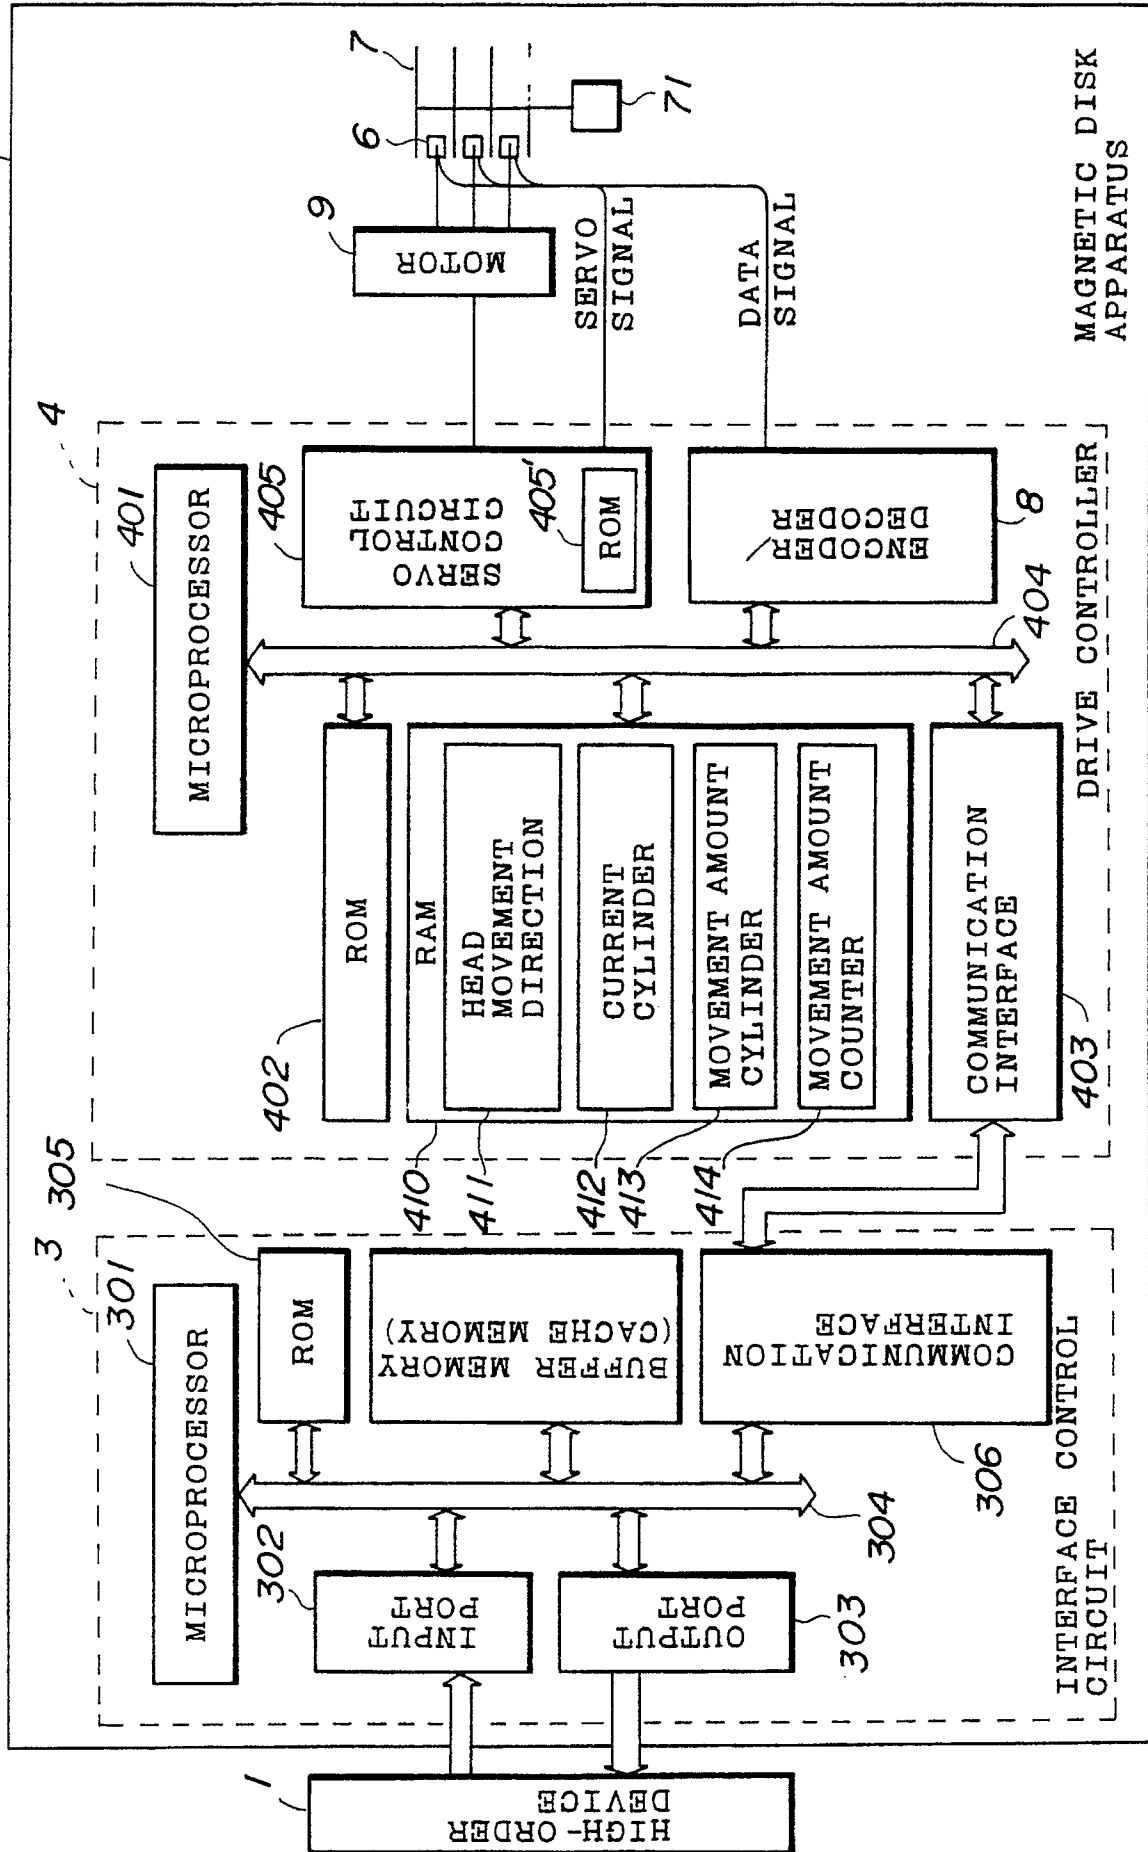 1
HIGH-ORDER
DEVICE
3
301
MICROPROCESSOR
305
ROM
302
INPUT
PORT
OUTPUT
PORT
303
304
BUFFER MEMORY
(CACHE MEMORY)
COMMUNICATION
INTERFACE
306
INTERFACE CONTROL
CIRCUIT
4
401
MICROPROCESSOR
402
ROM
410
RAM
411
HEAD
MOVEMENT
DIRECTION
412
CURRENT
CYLINDER
413
MOVEMENT AMOUNT
CYLINDER
414
MOVEMENT AMOUNT
COUNTER
COMMUNICATION
INTERFACE
403
404
405
SERVO
CONTROL
CIRCUIT
405'
ROM
ENCODER
/
DECODER
8
DRIVE CONTROLLER
9
MOTOR
6
7
71
SERVO
SIGNAL
DATA
SIGNAL
MAGNETIC DISK
APPARATUS